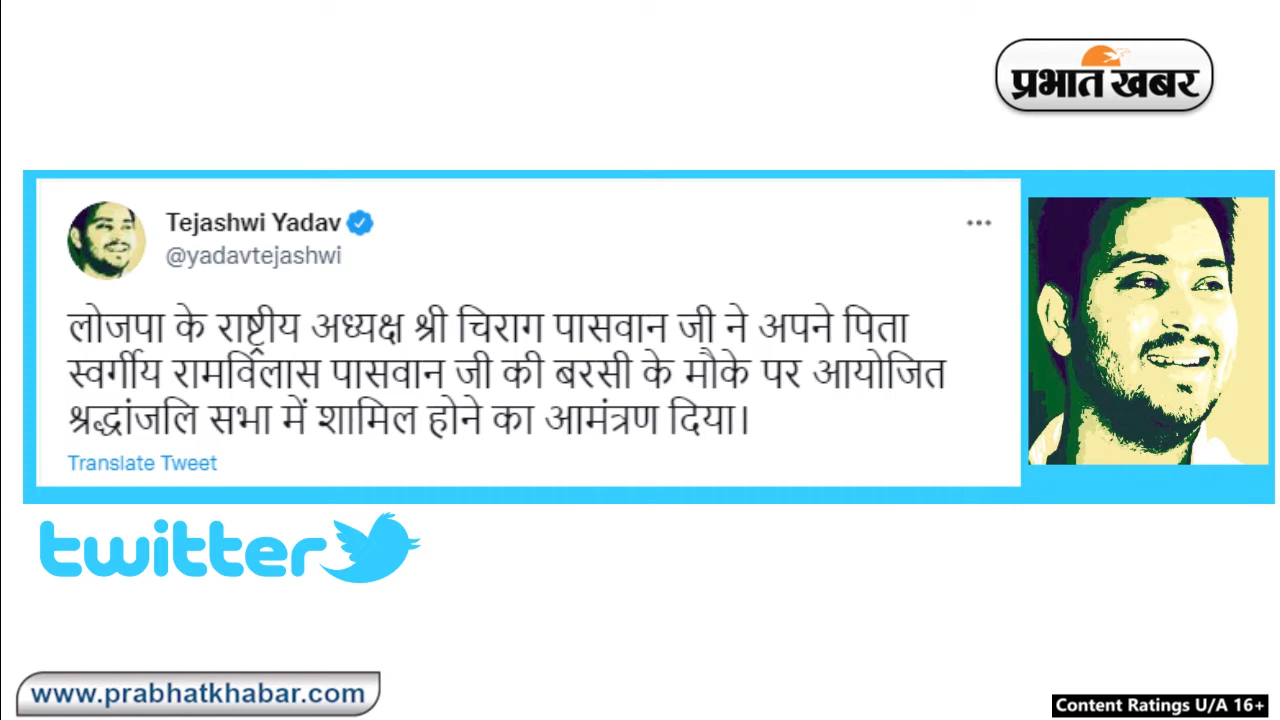 प्रभात खबर
Tejashwi Yadav
@yadavtejashwi
लोजपा के राष्ट्रीय अध्यक्ष श्री चिराग पासवान जी ने अपने पिता
स्वर्गीय रामविलास पासवान जी की बरसी के मौके पर आयोजित
श्रद्धांजलि सभा में शामिल होने का आमंत्रण दिया।
Translate Tweet
twitter
www.prabhatkhabar.com
Content Ratings U/A 16+